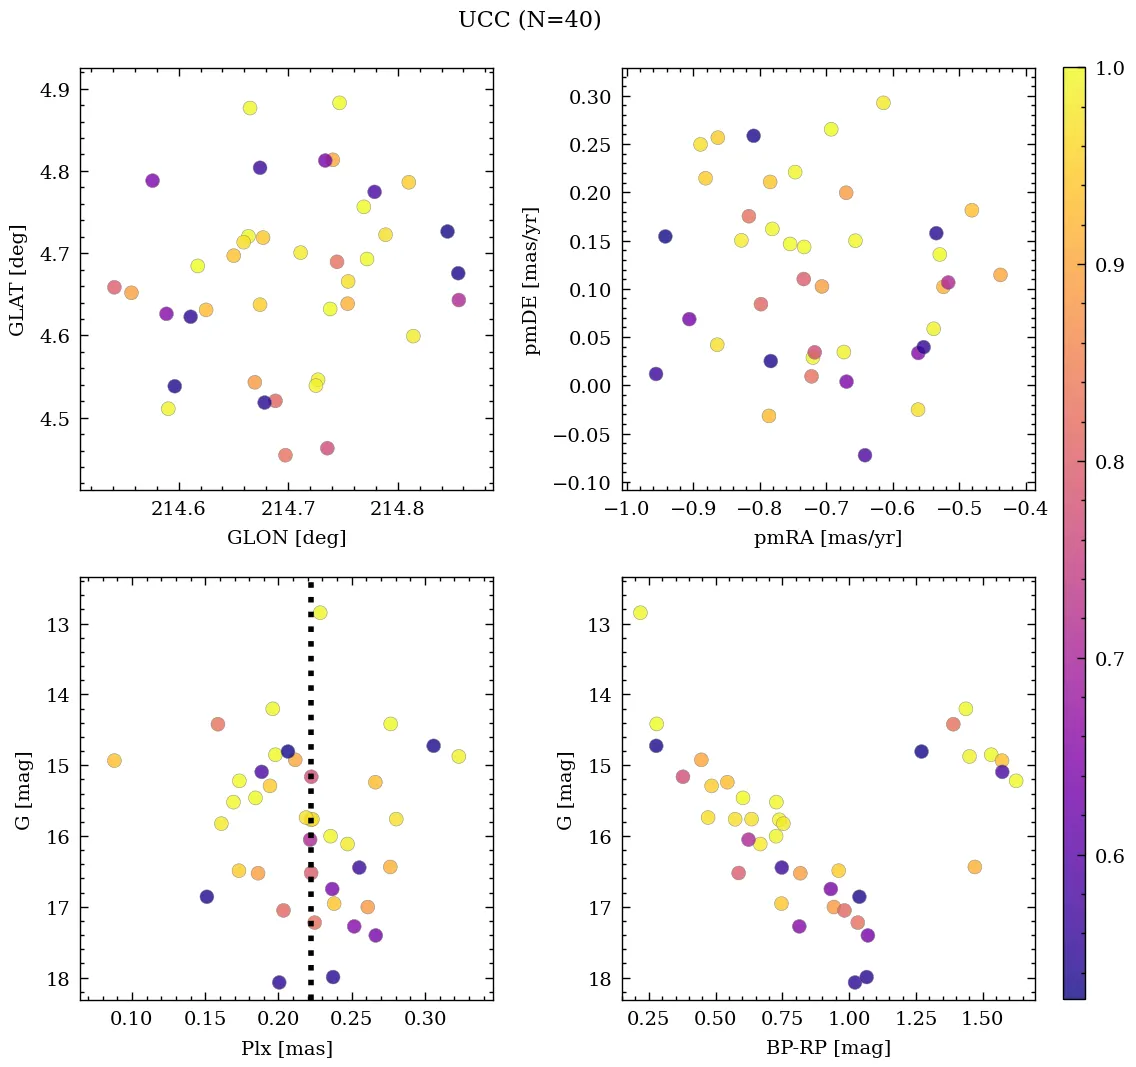 UCC (N=40)
4.9
4.8
4.7
4.6
4.5
GLAT [deg]
214.6 214.7 214.8
GLON [deg]
0.30
0.25
0.20
0.15
0.10
0.05
0.00
−0.05
−0.10
pmDE [mas/yr]
−1.0 −0.9 −0.8 −0.7 −0.6 −0.5 −0.4
pmRA [mas/yr]
13
14
15
16
17
18
G [mag]
0.10 0.15 0.20 0.25 0.30
Plx [mas]
13
14
15
16
17
18
G [mag]
0.25 0.50 0.75 1.00 1.25 1.50
BP-RP [mag]
1.0
0.9
0.8
0.7
0.6